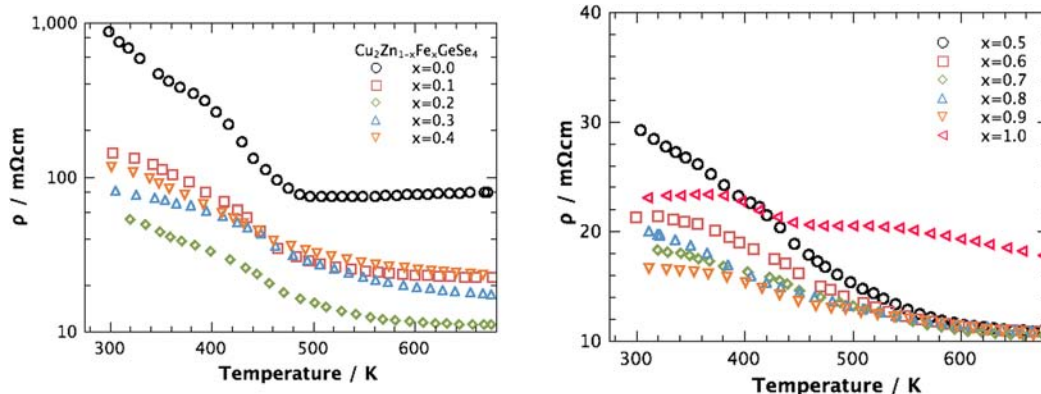 1,000
100
10
ρ / mΩcm
300 400 500 600
Temperature / K
Cu₂Zn₁₋ₓFeₓGeSe₄
x=0.0
x=0.1
x=0.2
x=0.3
x=0.4
40
30
20
10
ρ / mΩcm
300 400 500 600
Temperature / K
x=0.5
x=0.6
x=0.7
x=0.8
x=0.9
x=1.0